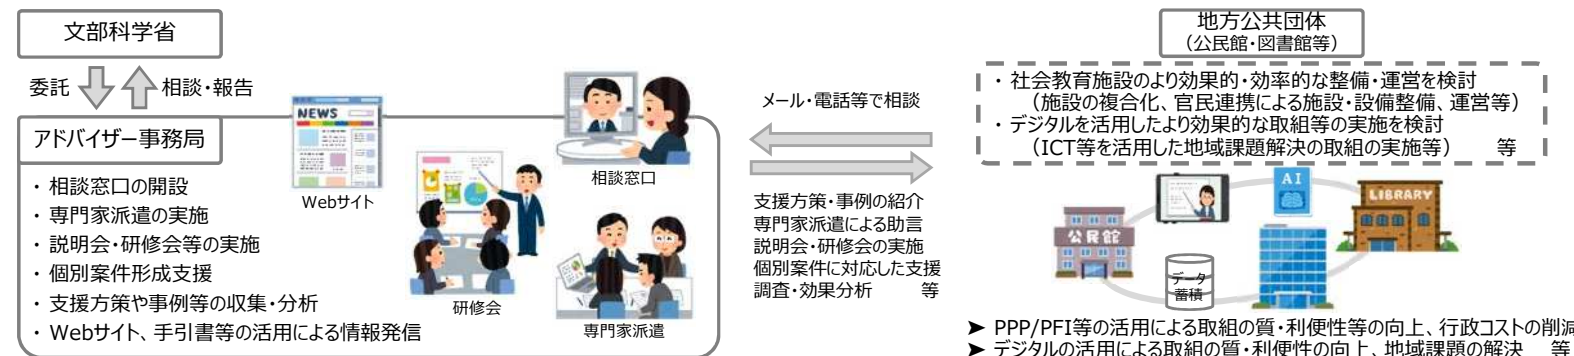 文部科学省
委託
相談・報告
アドバイザー事務局
・ 相談窓口の開設
・ 専門家派遣の実施
・ 説明会・研修会等の実施
・ 個別案件形成支援
・ 支援方策や事例等の収集・分析
・ Webサイト、手引書等の活用による情報発信
NEWS
Webサイト
相談窓口
研修会
専門家派遣
メール・電話等で相談
支援方策・事例の紹介
専門家派遣による助言
説明会・研修会の実施
個別案件に対応した支援
調査・効果分析 等
地方公共団体
（公民館・図書館等）
・ 社会教育施設のより効果的・効率的な整備・運営を検討
（施設の複合化、官民連携による施設・設備整備、運営等）
・ デジタルを活用したより効果的な取組等の実施を検討
（ICT等を活用した地域課題解決の取組の実施等） 等
AI
LIBRARY
公民館
データ
蓄積
➤ PPP/PFI等の活用による取組の質・利便性等の向上、行政コストの削減
➤ デジタルの活用による取組の質・利便性の向上、地域課題の解決 等